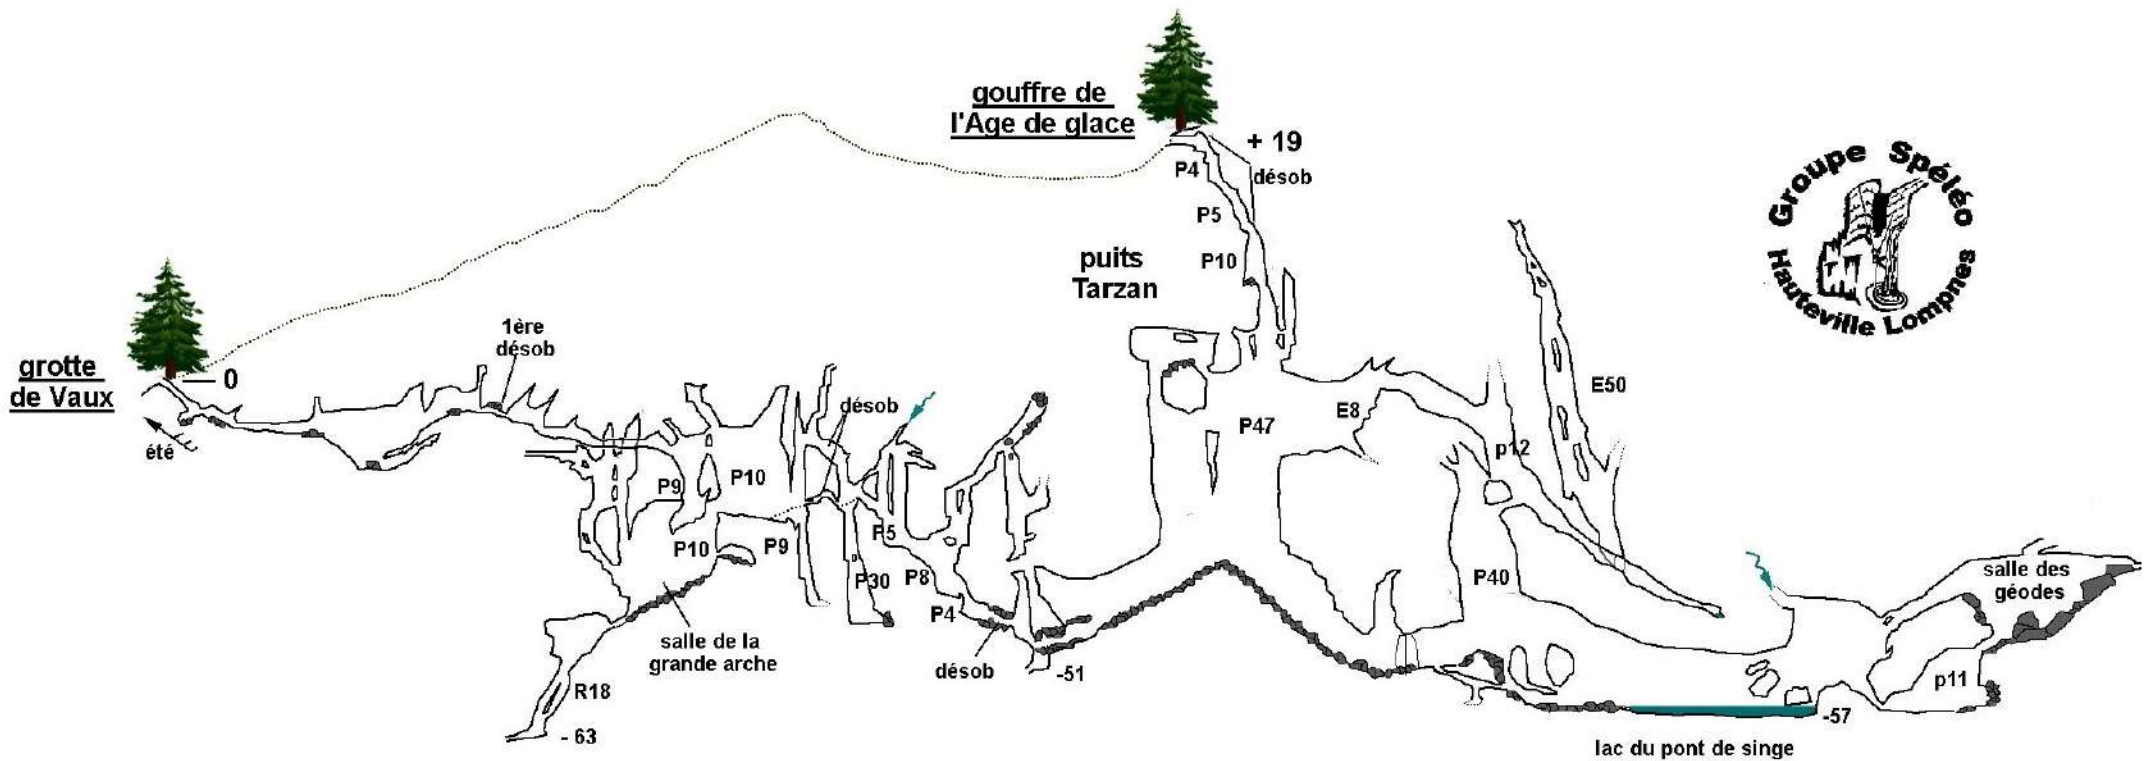 gouffre de
l'Age de glace
+ 19
désob
P4
P5
P10
puits
Tarzan
Groupe Spéléo
Hauteville Lompnes
grotte
de Vaux
0
été
1ère
désob
désob
E50
E8
P47
p12
P9
P10
P10
P9
P5
P30
P8
P4
P40
salle de la
grande arche
désob
-51
R18
- 63
salle des
géodes
p11
-57
lac du pont de singe